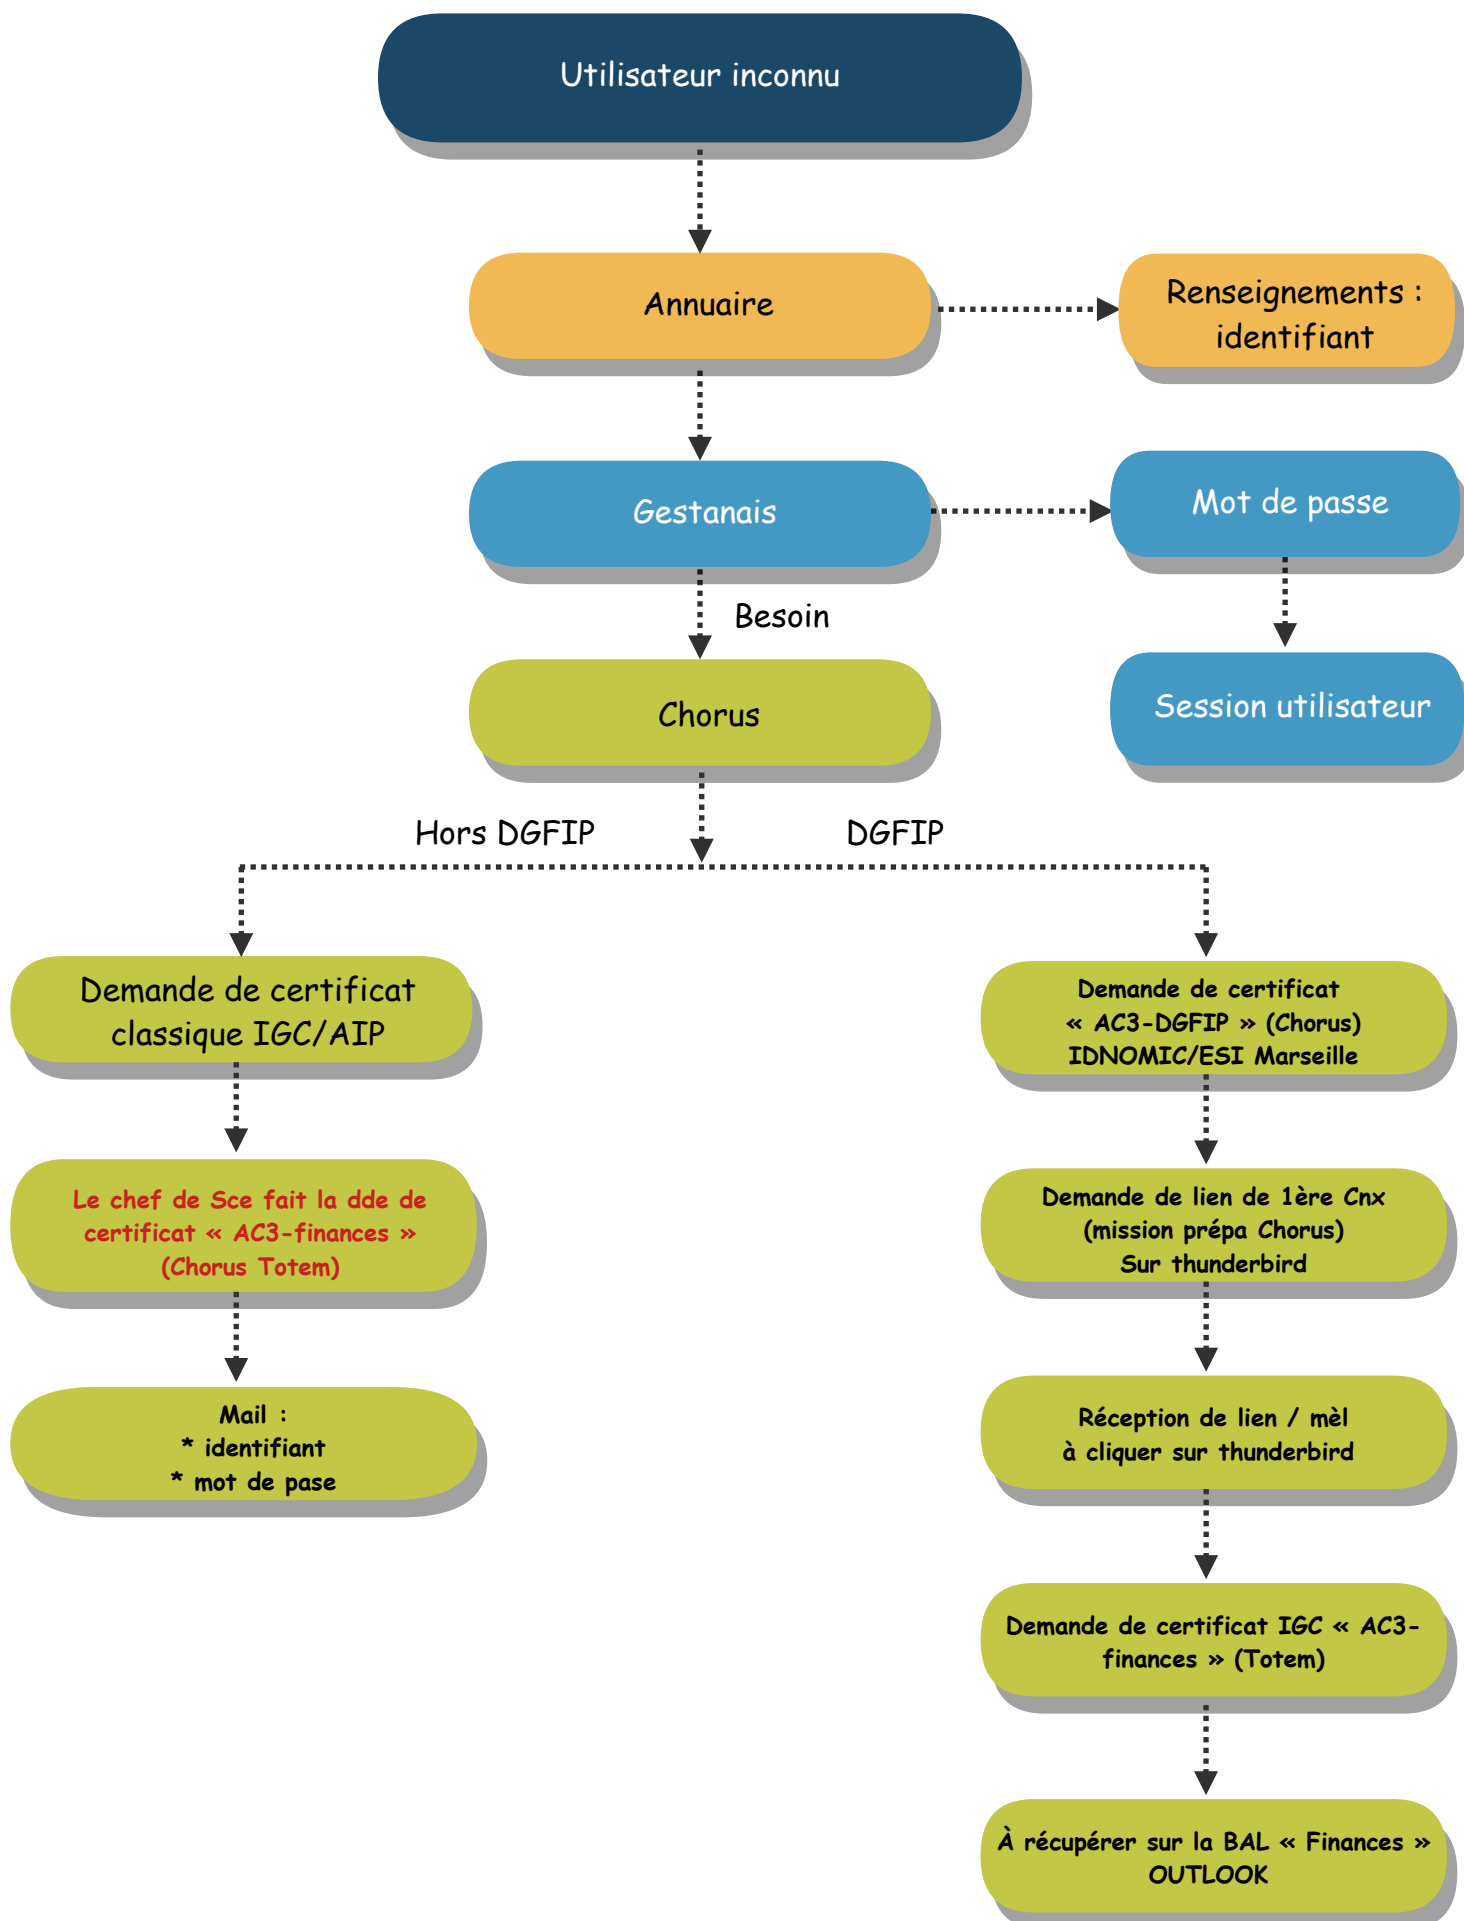 Utilisateur inconnu
Annuaire
Renseignements :
identifiant
Gestanais
Mot de passe
Besoin
Chorus
Session utilisateur
Hors DGFIP
DGFIP
Demande de certificat
classique IGC/AIP
Le chef de Sce fait la dde de
certificat « AC3-finances »
(Chorus Totem)
Mail :
* identifiant
* mot de pase
Demande de certificat
« AC3-DGFIP » (Chorus)
IDNOMIC/ESI Marseille
Demande de lien de 1ère Cnx
(mission prépa Chorus)
Sur thunderbird
Réception de lien / mèl
à cliquer sur thunderbird
Demande de certificat IGC « AC3-
finances » (Totem)
À récupérer sur la BAL « Finances »
OUTLOOK